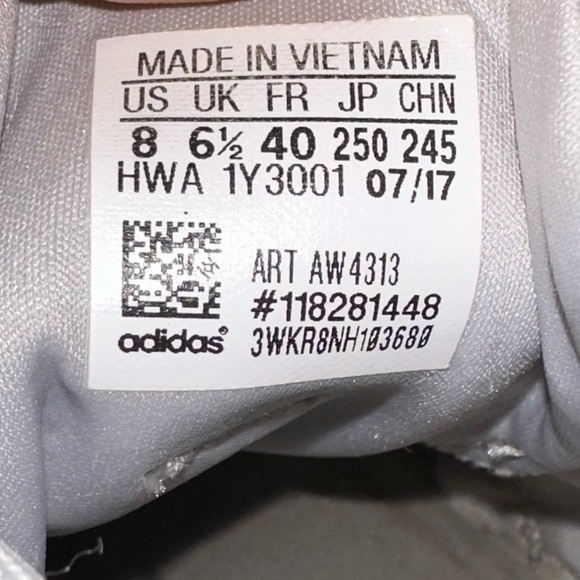 MADE IN VIETNAM
US UK FR JP CHN
8 6½ 40 250 245
HWA 1Y3001 07/17
ART AW4313
#118281448
adidas® 3WKR8NH103680